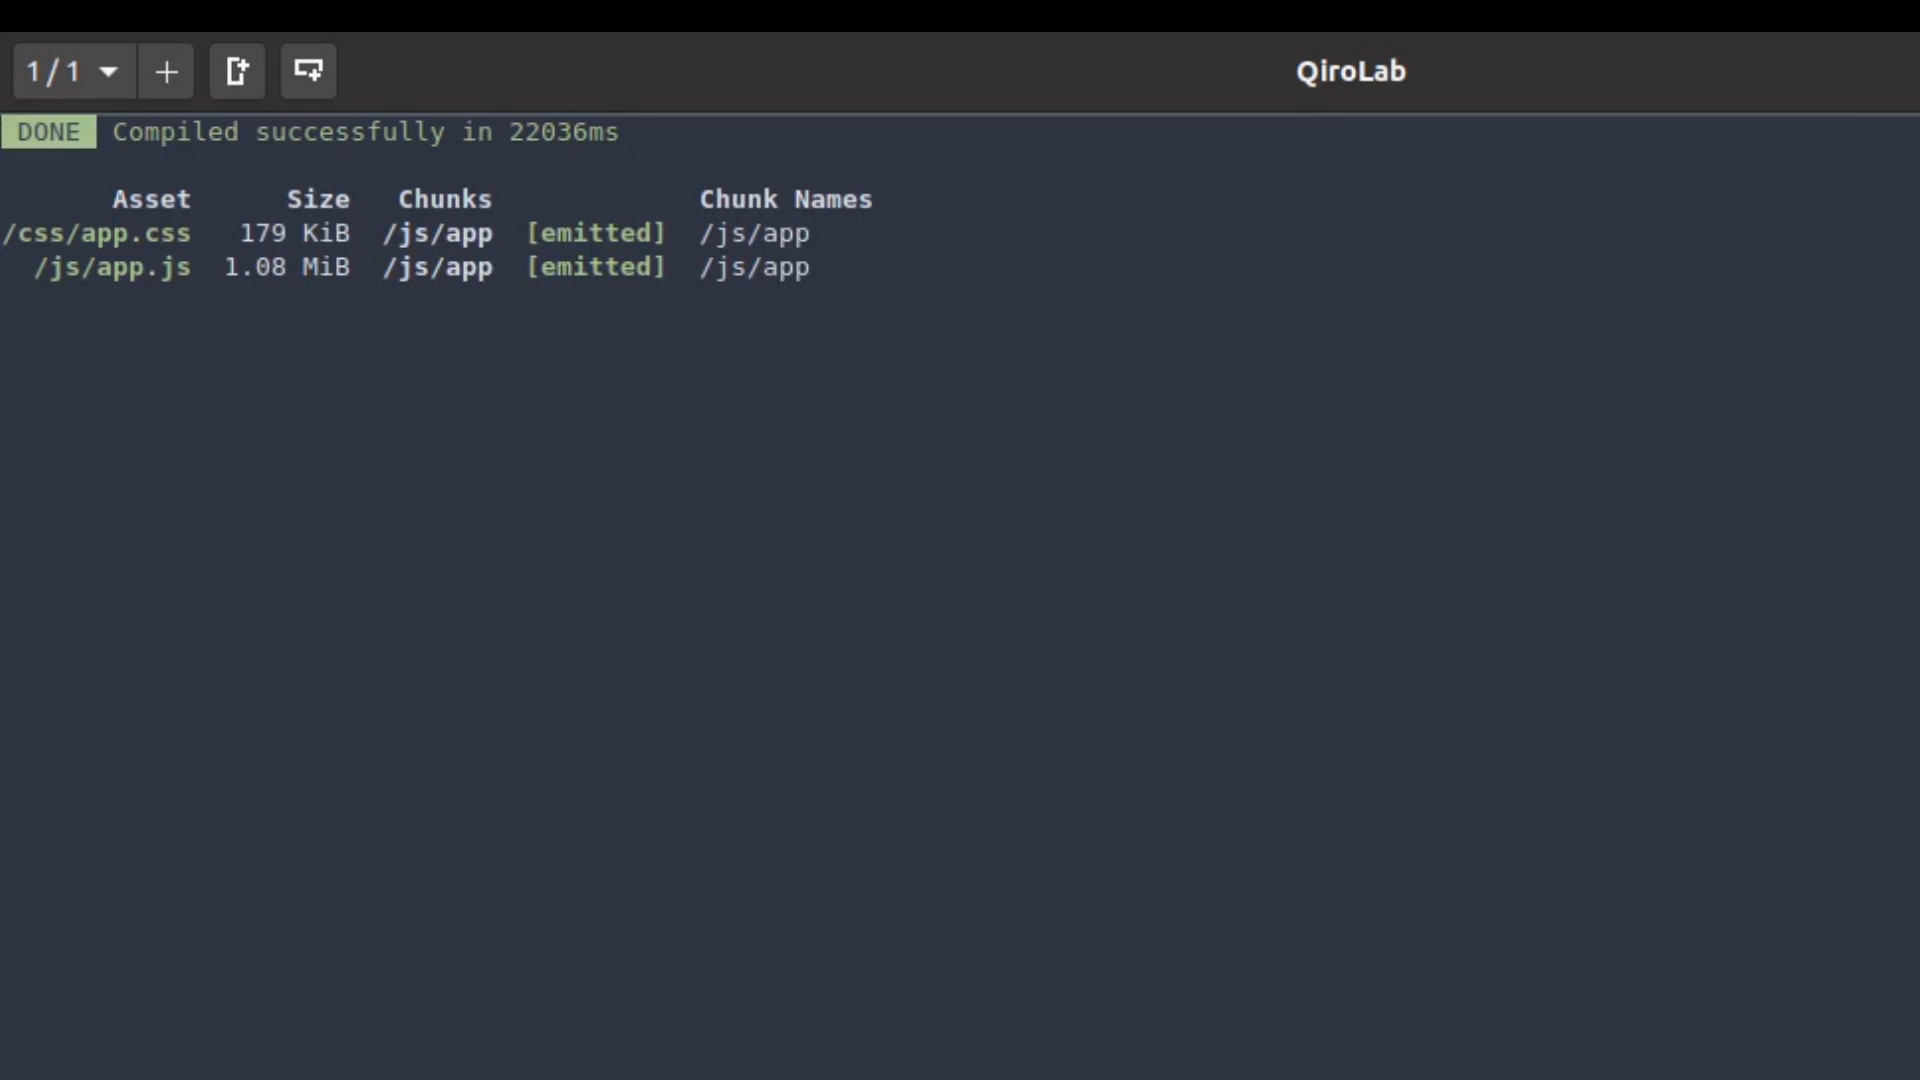 1 / 1
QiroLab
DONE Compiled successfully in 22036ms
Asset Size Chunks Chunk Names
/css/app.css 179 KiB /js/app [emitted] /js/app
/js/app.js 1.08 MiB /js/app [emitted] /js/app